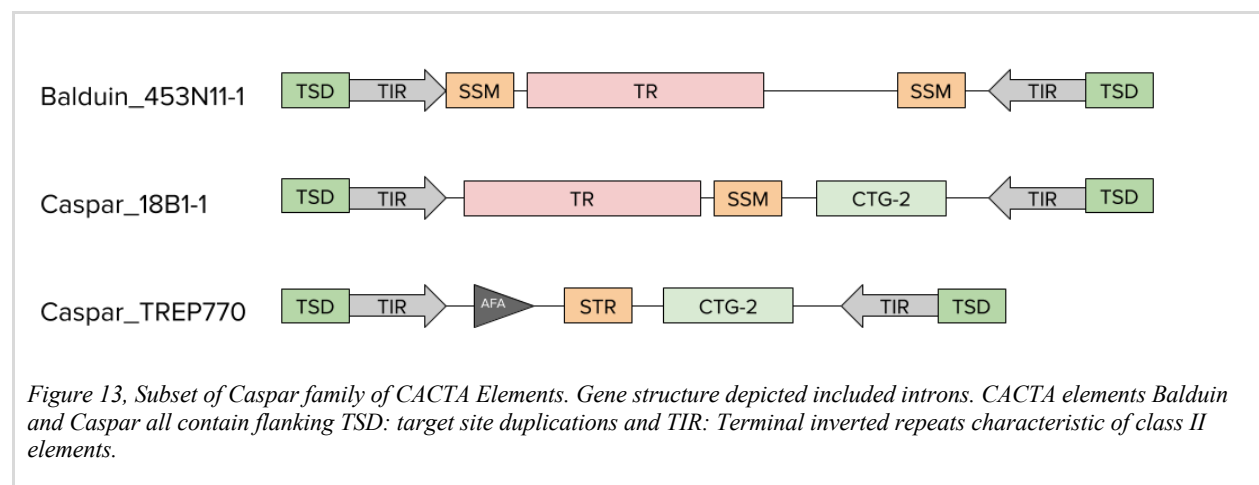 Balduin_453N11-1 TSD TIR SSM TR SSM TIR TSD
Caspar_18B1-1 TSD TIR TR SSM CTG-2 TIR TSD
Caspar_TREP770 TSD TIR AFA STR CTG-2 TIR TSD
Figure 13, Subset of Caspar family of CACTA Elements. Gene structure depicted included introns. CACTA elements Balduin
and Caspar all contain flanking TSD: target site duplications and TIR: Terminal inverted repeats characteristic of class II
elements.